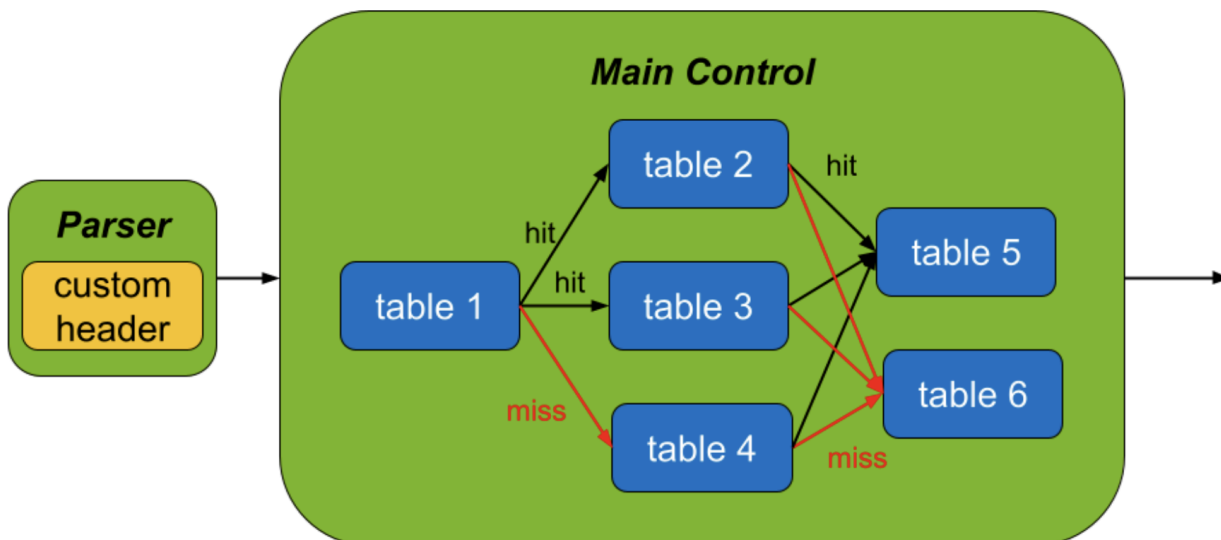 Main Control
table 2
hit
Parser
hit
table 5
custom
header
table 1
hit
table 3
miss
table 6
table 4
miss